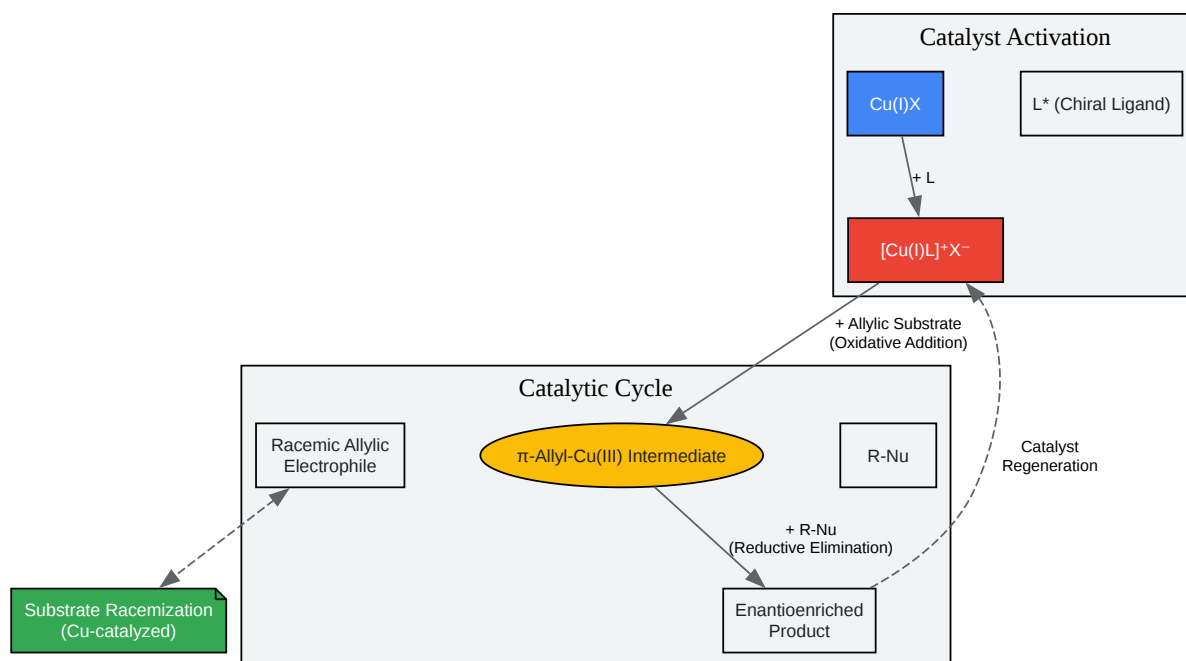 Catalyst Activation
Cu(I)X
L* (Chiral Ligand)
+ L
[Cu(I)L]⁺X⁻
+ Allylic Substrate
(Oxidative Addition)
Catalytic Cycle
Racemic Allylic
Electrophile
π-Allyl-Cu(III) Intermediate
R-Nu
Catalyst
Regeneration
+ R-Nu
(Reductive Elimination)
Substrate Racemization
(Cu-catalyzed)
Enantioenriched
Product